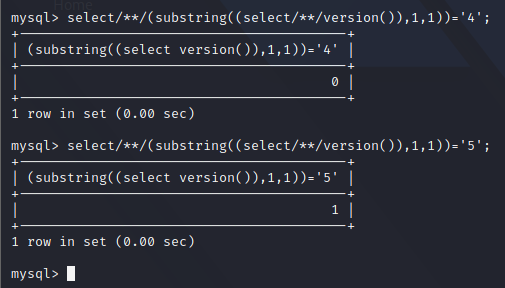 Home
mysql> select/**/(substring((select/**/version()),1,1))='4';
+-----------------------------------------+
| (substring((select version()),1,1))='4' |
+-----------------------------------------+
|                                       0 |
+-----------------------------------------+
1 row in set (0.00 sec)
mysql> select/**/(substring((select/**/version()),1,1))='5';
+-----------------------------------------+
| (substring((select version()),1,1))='5' |
+-----------------------------------------+
|                                       1 |
+-----------------------------------------+
1 row in set (0.00 sec)
mysql>